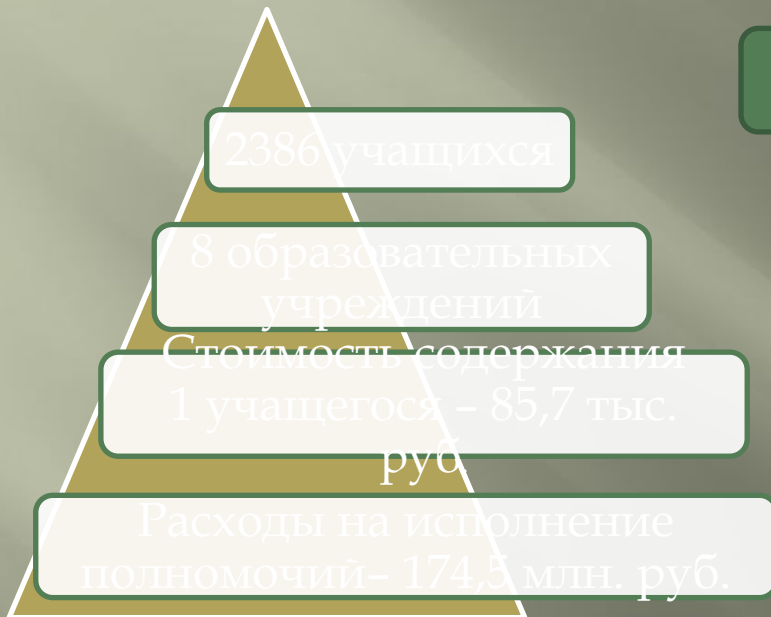 2386 учащихся
8 образовательных
учреждений
Стоимость содержания
1 учащегося – 85,7 тыс.
руб.
Расходы на исполнение
полномочий– 174,5 млн. руб.